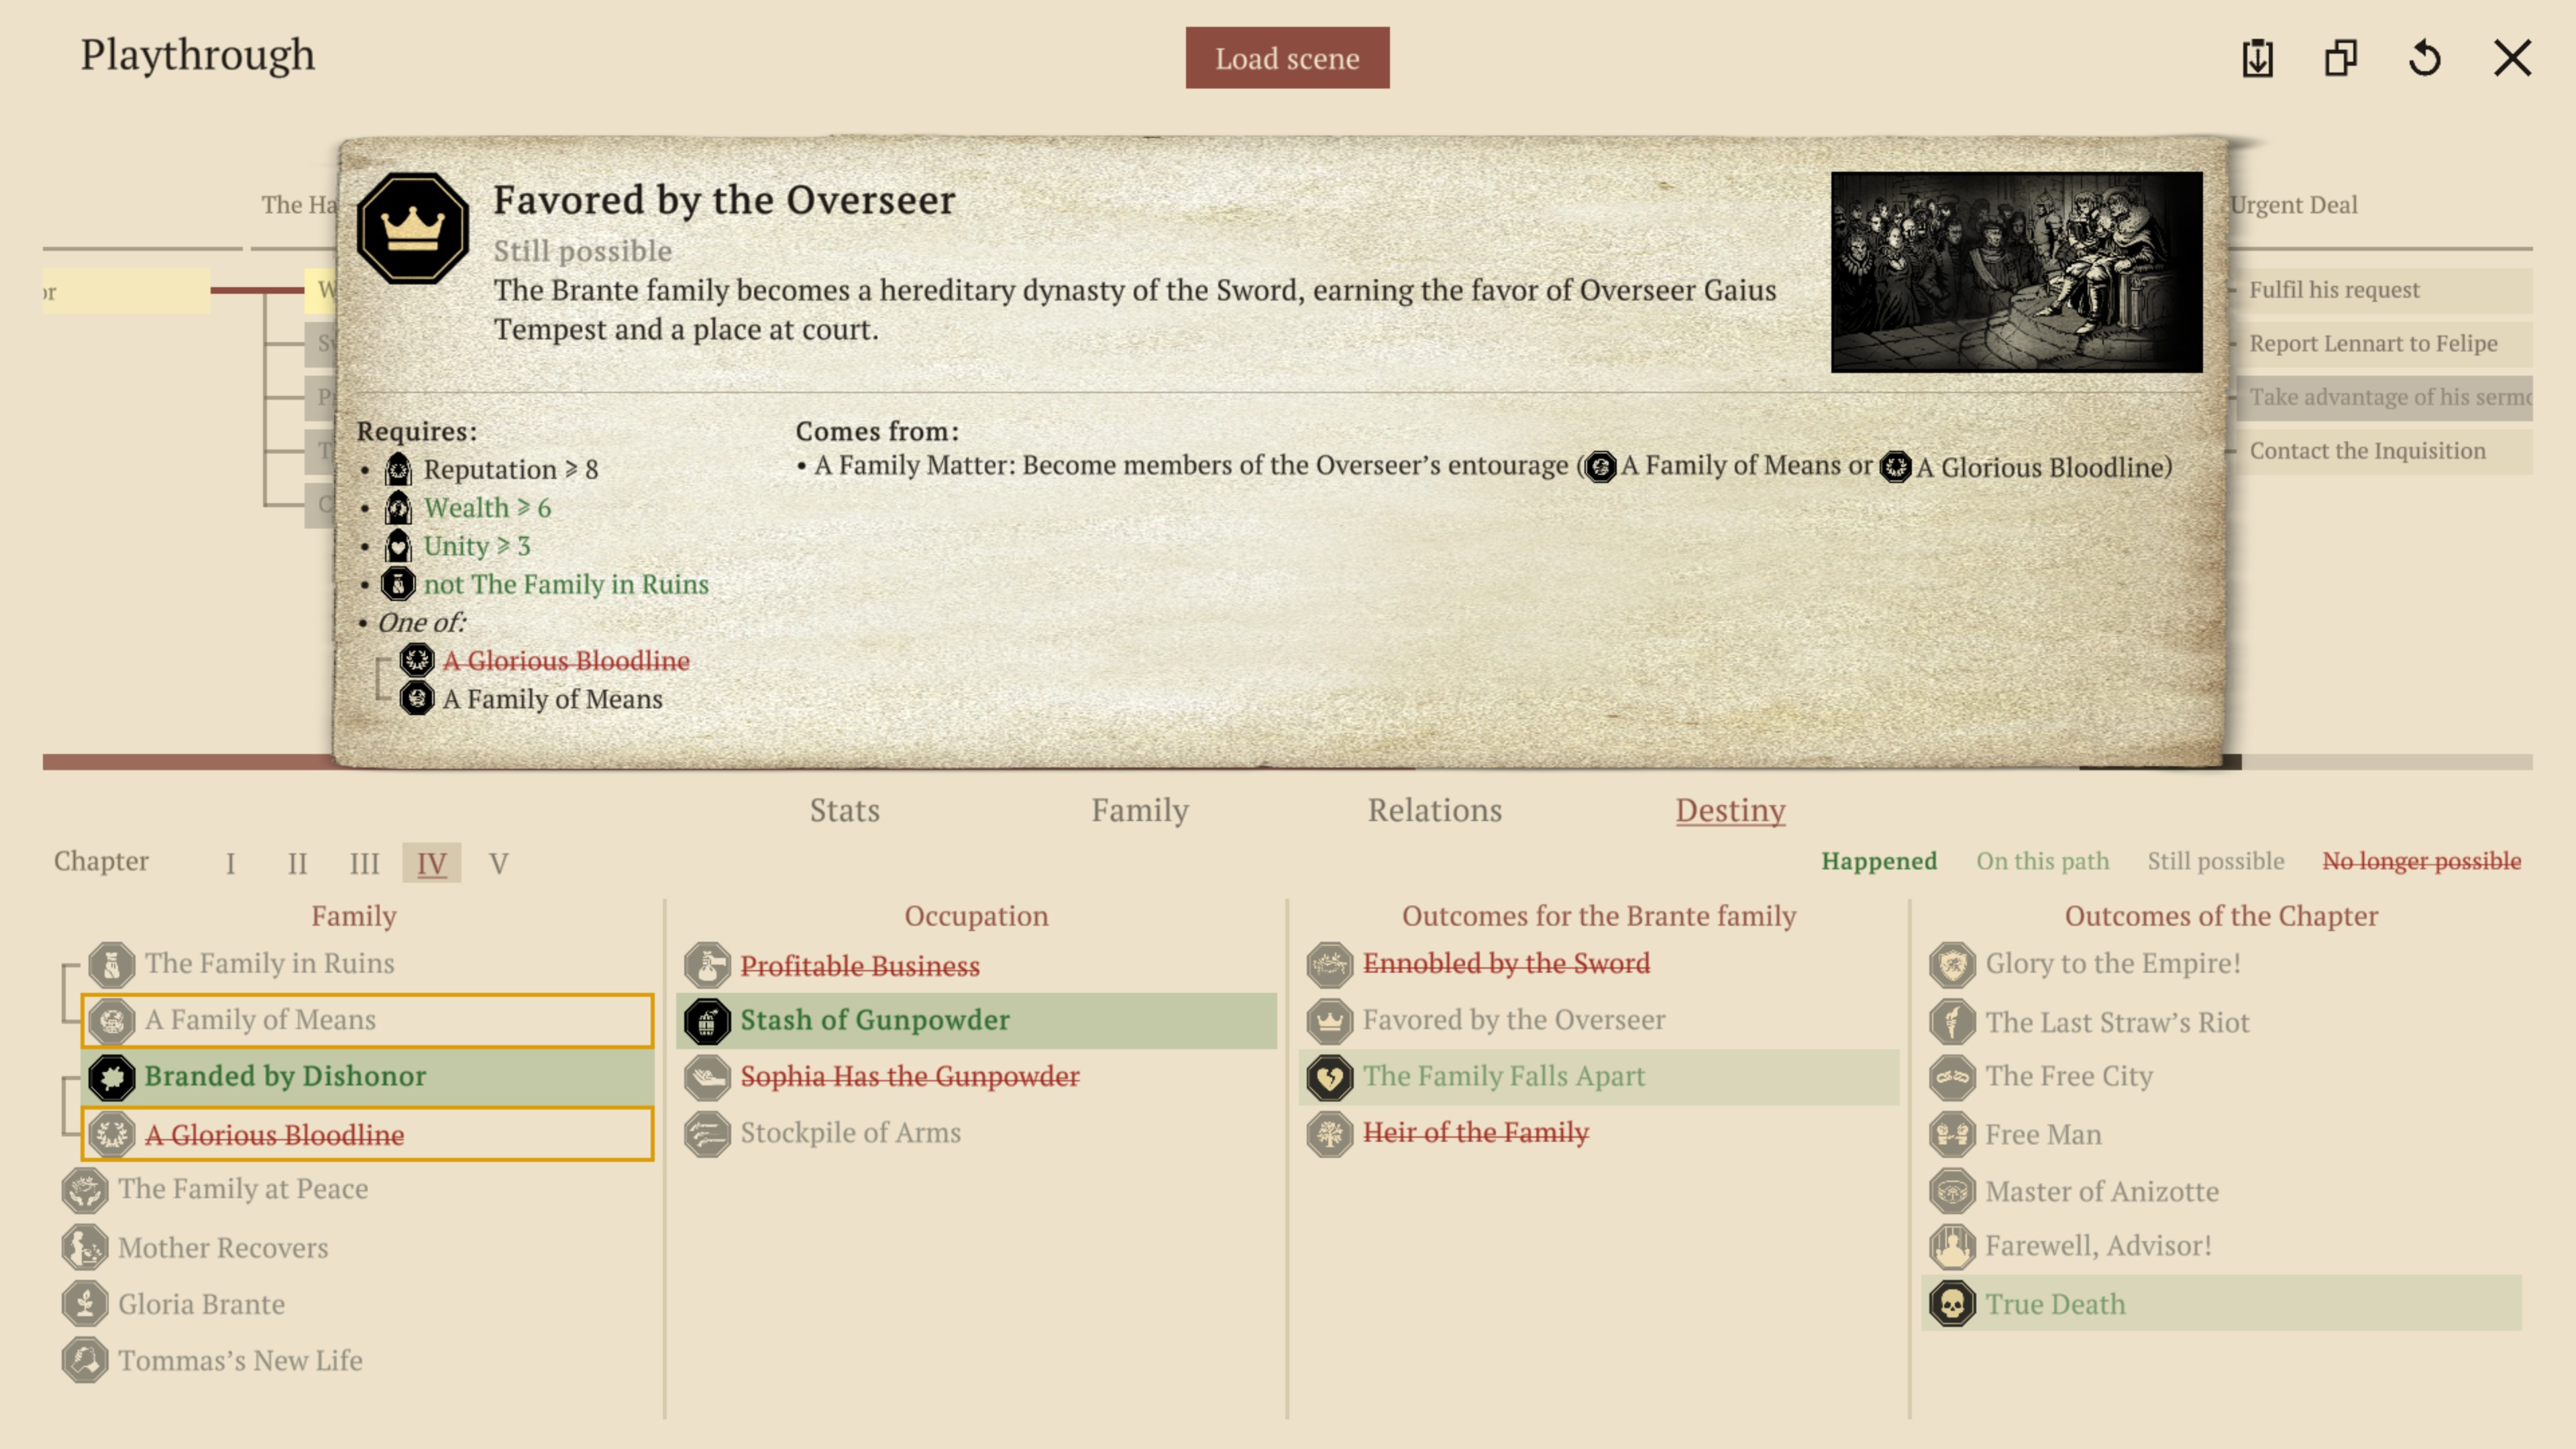 Playthrough
Load scene
The Ha
Urgent Deal
or
W
Fulfil his request
Report Lennart to Felipe
Take advantage of his sermo
Contact the Inquisition
Favored by the Overseer
Still possible
The Brante family becomes a hereditary dynasty of the Sword, earning the favor of Overseer Gaius
Tempest and a place at court.
Requires:
• Reputation ⩾ 8
• Wealth ⩾ 6
• Unity ⩾ 3
• not The Family in Ruins
• One of:
A Glorious Bloodline
A Family of Means
Comes from:
• A Family Matter: Become members of the Overseer's entourage (A Family of Means or A Glorious Bloodline)
Stats
Family
Relations
Destiny
Chapter
I
II
III
IV
V
Happened
On this path
Still possible
No longer possible
Family
The Family in Ruins
A Family of Means
Branded by Dishonor
A Glorious Bloodline
The Family at Peace
Mother Recovers
Gloria Brante
Tommas's New Life
Occupation
Profitable Business
Stash of Gunpowder
Sophia Has the Gunpowder
Stockpile of Arms
Outcomes for the Brante family
Ennobled by the Sword
Favored by the Overseer
The Family Falls Apart
Heir of the Family
Outcomes of the Chapter
Glory to the Empire!
The Last Straw's Riot
The Free City
Free Man
Master of Anizotte
Farewell, Advisor!
True Death